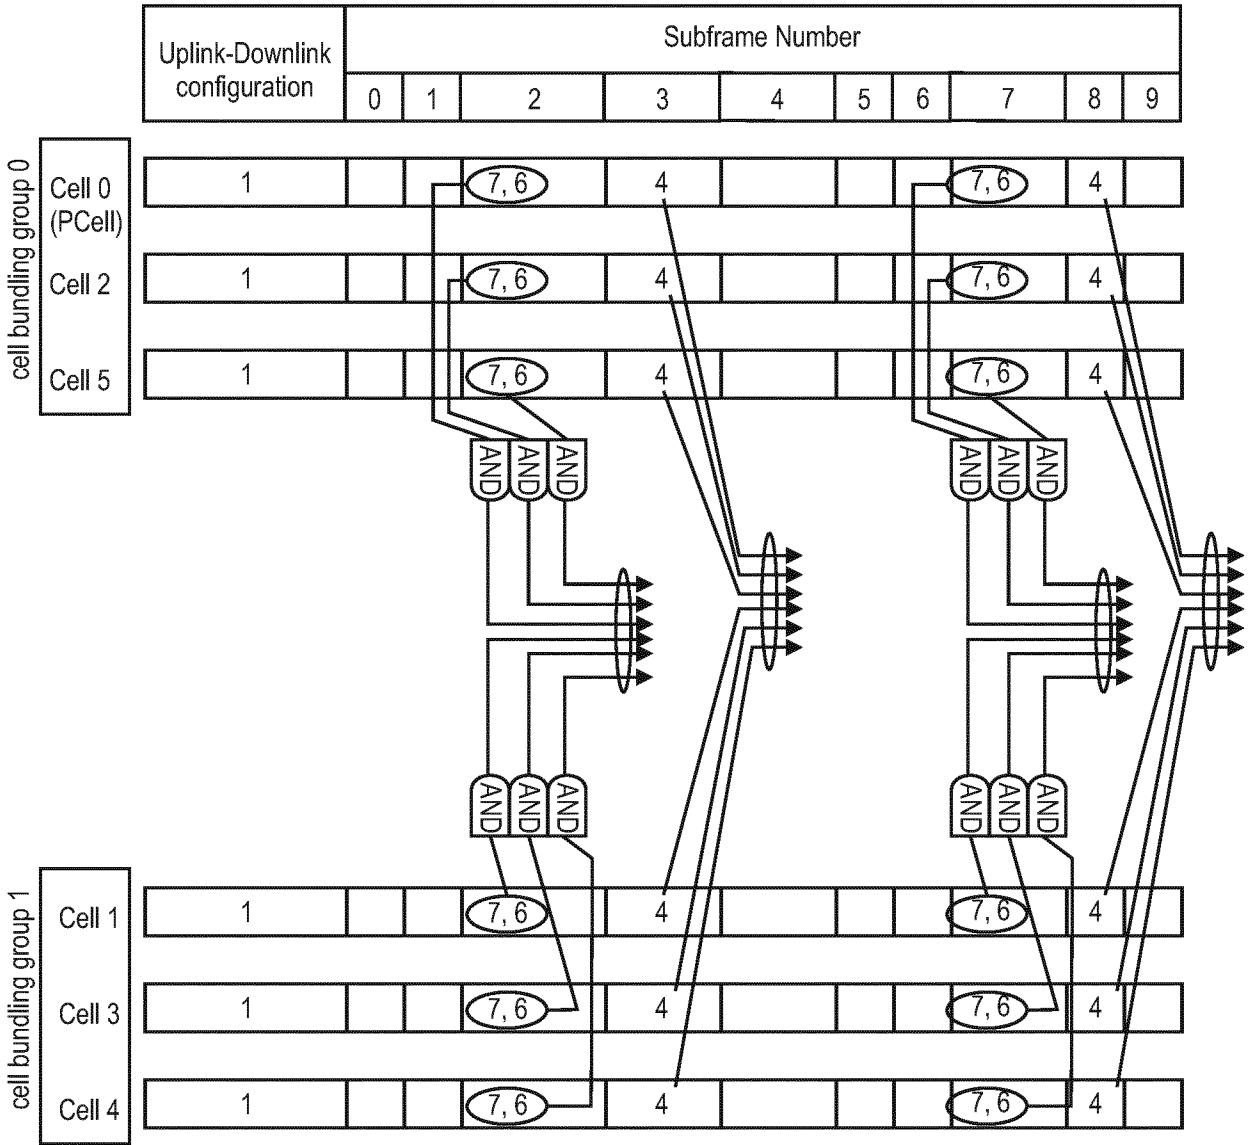 Uplink-Downlink
configuration
Subframe Number
0 1 2 3 4 5 6 7 8 9
cell bundling group 0
Cell 0
(PCell)
1 7, 6 4 7, 6 4
Cell 2
1 7, 6 4 7, 6 4
Cell 5
1 7, 6 4 7, 6 4
AND AND AND AND AND AND
AND AND AND AND AND AND
cell bundling group 1
Cell 1
1 7, 6 4 7, 6 4
Cell 3
1 7, 6 4 7, 6 4
Cell 4
1 7, 6 4 7, 6 4